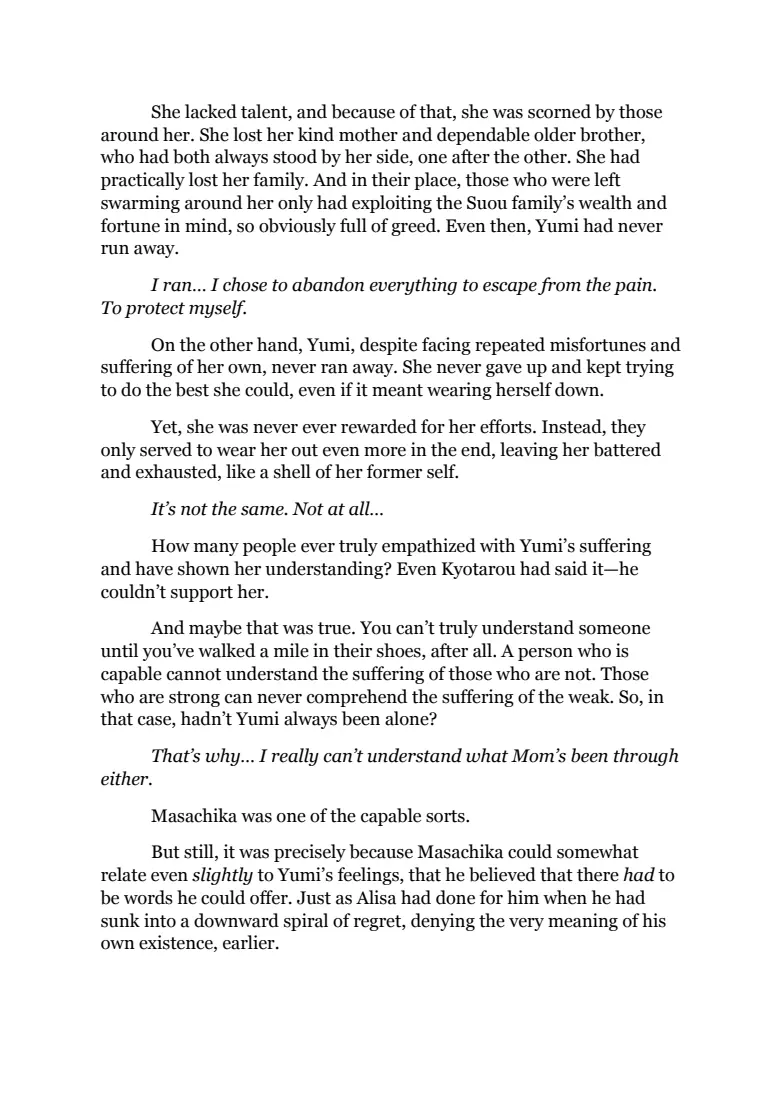 She lacked talent, and because of that, she was scorned by those
around her. She lost her kind mother and dependable older brother,
who had both always stood by her side, one after the other. She had
practically lost her family. And in their place, those who were left
swarming around her only had exploiting the Suou family’s wealth and
fortune in mind, so obviously full of greed. Even then, Yumi had never
run away.
I ran… I chose to abandon everything to escape from the pain.
To protect myself.
On the other hand, Yumi, despite facing repeated misfortunes and
suffering of her own, never ran away. She never gave up and kept trying
to do the best she could, even if it meant wearing herself down.
Yet, she was never ever rewarded for her efforts. Instead, they
only served to wear her out even more in the end, leaving her battered
and exhausted, like a shell of her former self.
It’s not the same. Not at all…
How many people ever truly empathized with Yumi’s suffering
and have shown her understanding? Even Kyotarou had said it—he
couldn’t support her.
And maybe that was true. You can’t truly understand someone
until you’ve walked a mile in their shoes, after all. A person who is
capable cannot understand the suffering of those who are not. Those
who are strong can never comprehend the suffering of the weak. So, in
that case, hadn’t Yumi always been alone?
That’s why… I really can’t understand what Mom’s been through
either.
Masachika was one of the capable sorts.
But still, it was precisely because Masachika could somewhat
relate even slightly to Yumi’s feelings, that he believed that there had to
be words he could offer. Just as Alisa had done for him when he had
sunk into a downward spiral of regret, denying the very meaning of his
own existence, earlier.